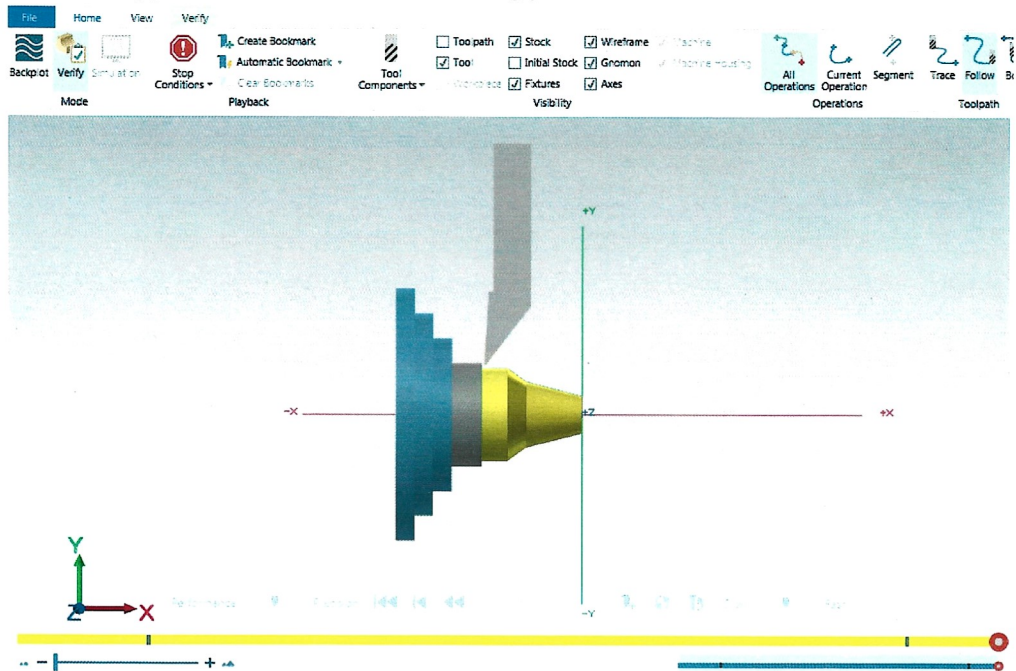 File Home View Verify
Create Bookmark Toolpath Stock Wireframe Machine
Automatic Bookmark Tool Initial Stock Gnomon Machine Housing
Backplot Verify Simulation Stop Conditions Clear Bookmarks Tool Components Workpiece Fixtures Axes All Operations Current Operation Segment Trace Follow
Mode Playback Visibility Operations Toolpath
+Y
-X +Z +X
Y
Z X
-Y